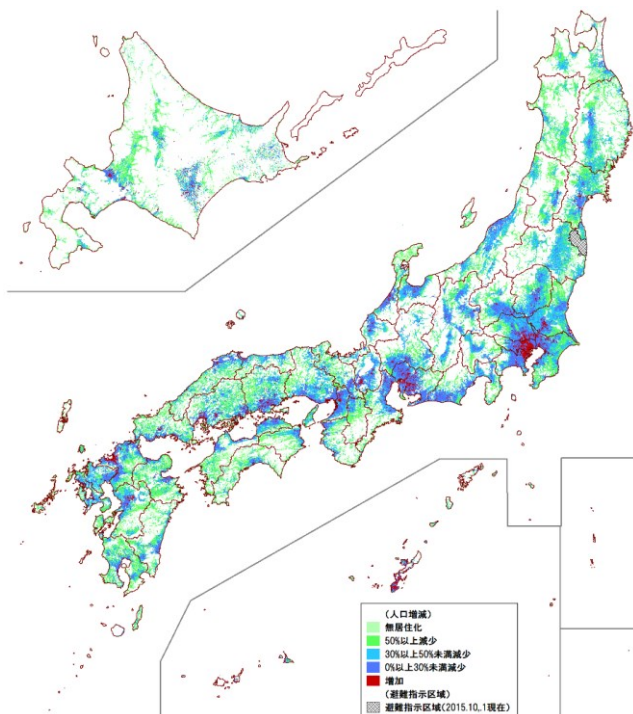 (人口増減)
無居住化
50%以上減少
30%以上50%未満減少
0%以上30%未満減少
増加
(避難指示区域)
避難指示区域(2015.10,.1現在)